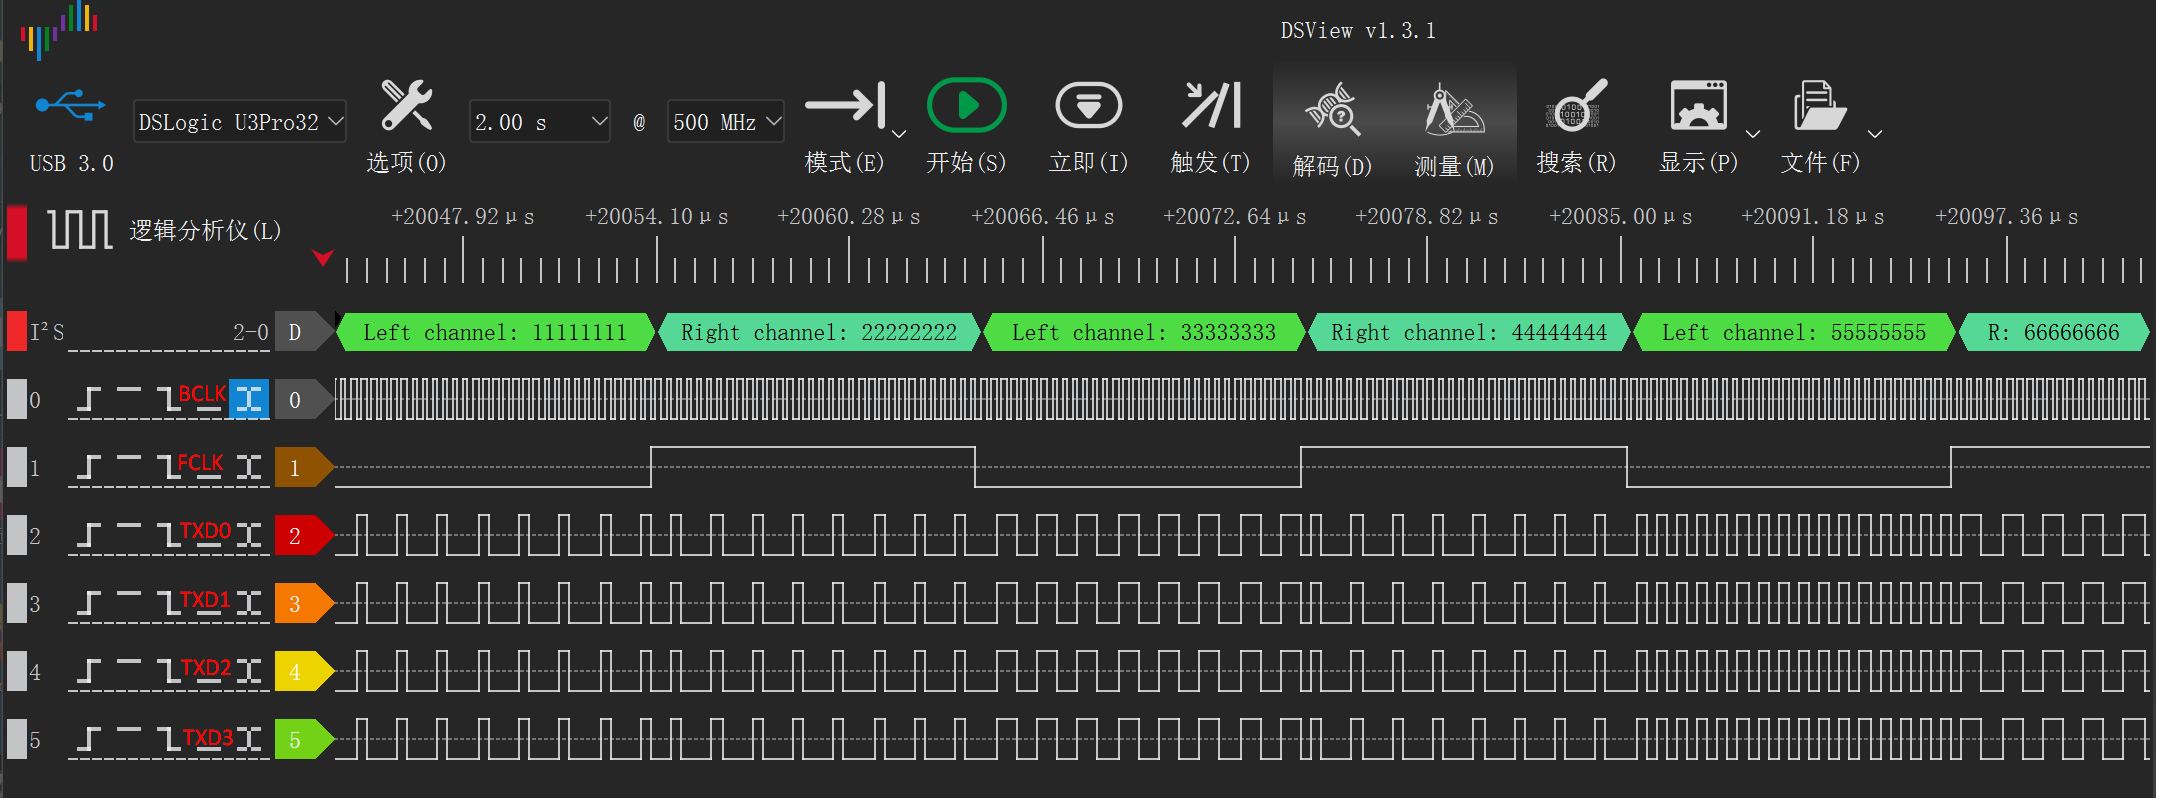 DSView v1.3.1
USB 3.0
DSLogic U3Pro32
选项(O)
2.00 s @ 500 MHz
模式(E) 开始(S) 立即(I) 触发(T) 解码(D) 测量(M) 搜索(R) 显示(P) 文件(F)
逻辑分析仪(L)
+20047.92μs +20054.10μs +20060.28μs +20066.46μs +20072.64μs +20078.82μs +20085.00μs +20091.18μs +20097.36μs
I²S 2-0 D Left channel: 11111111 Right channel: 22222222 Left channel: 33333333 Right channel: 44444444 Left channel: 55555555 R: 66666666
0 BCLK 0
1 FCLK 1
2 TXD0 2
3 TXD1 3
4 TXD2 4
5 TXD3 5